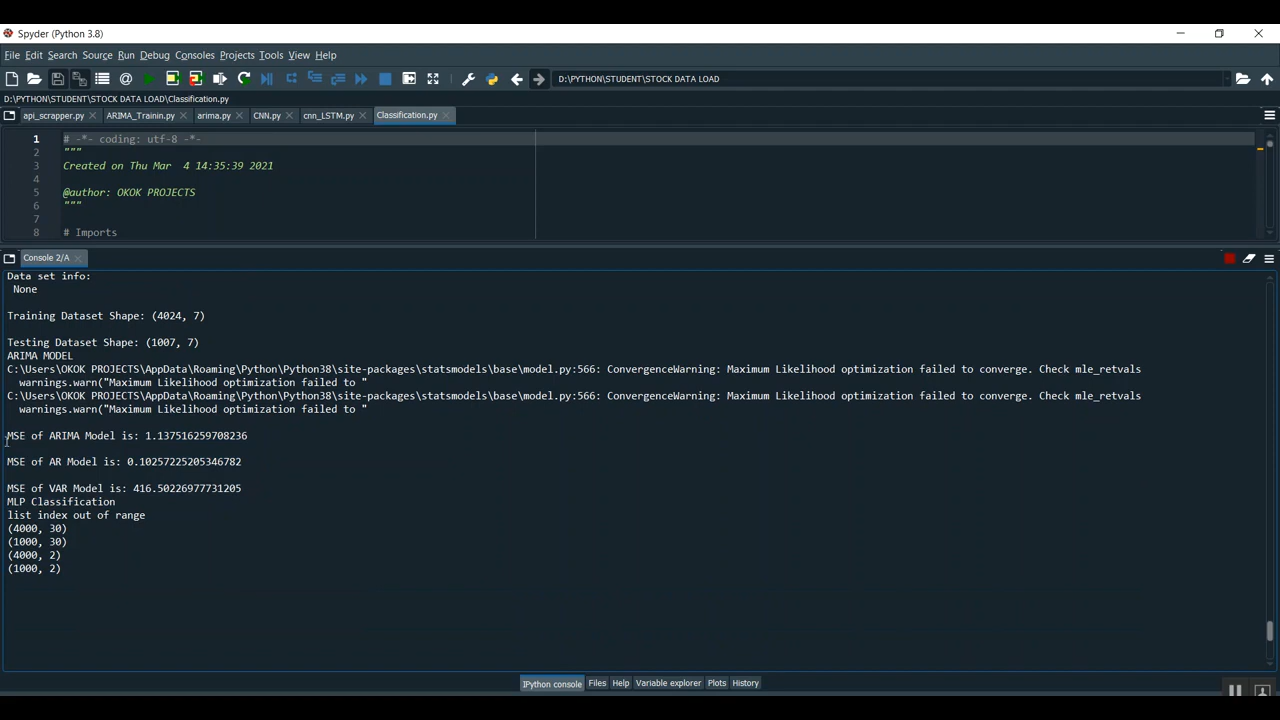 Spyder (Python 3.8)
File Edit Search Source Run Debug Consoles Projects Tools View Help
D:\PYTHON\STUDENT\STOCK DATA LOAD
D:\PYTHON\STUDENT\STOCK DATA LOAD\Classification.py
api_scrapper.py ARIMA_Trainin.py arima.py CNN.py cnn_LSTM.py Classification.py
1 # -*- coding: utf-8 -*-
2 """
3 Created on Thu Mar  4 14:35:39 2021
4
5 @author: OKOK PROJECTS
6 """
7
8 # Imports
Console 2/A
Data set info:
None
Training Dataset Shape: (4024, 7)
Testing Dataset Shape: (1007, 7)
ARIMA MODEL
C:\Users\OKOK PROJECTS\AppData\Roaming\Python\Python38\site-packages\statsmodels\base\model.py:566: ConvergenceWarning: Maximum Likelihood optimization failed to converge. Check mle_retvals
warnings.warn("Maximum Likelihood optimization failed to "
C:\Users\OKOK PROJECTS\AppData\Roaming\Python\Python38\site-packages\statsmodels\base\model.py:566: ConvergenceWarning: Maximum Likelihood optimization failed to converge. Check mle_retvals
warnings.warn("Maximum Likelihood optimization failed to "
MSE of ARIMA Model is: 1.137516259708236
MSE of AR Model is: 0.10257225205346782
MSE of VAR Model is: 416.50226977731205
MLP Classification
list index out of range
(4000, 30)
(1000, 30)
(4000, 2)
(1000, 2)
IPython console Files Help Variable explorer Plots History